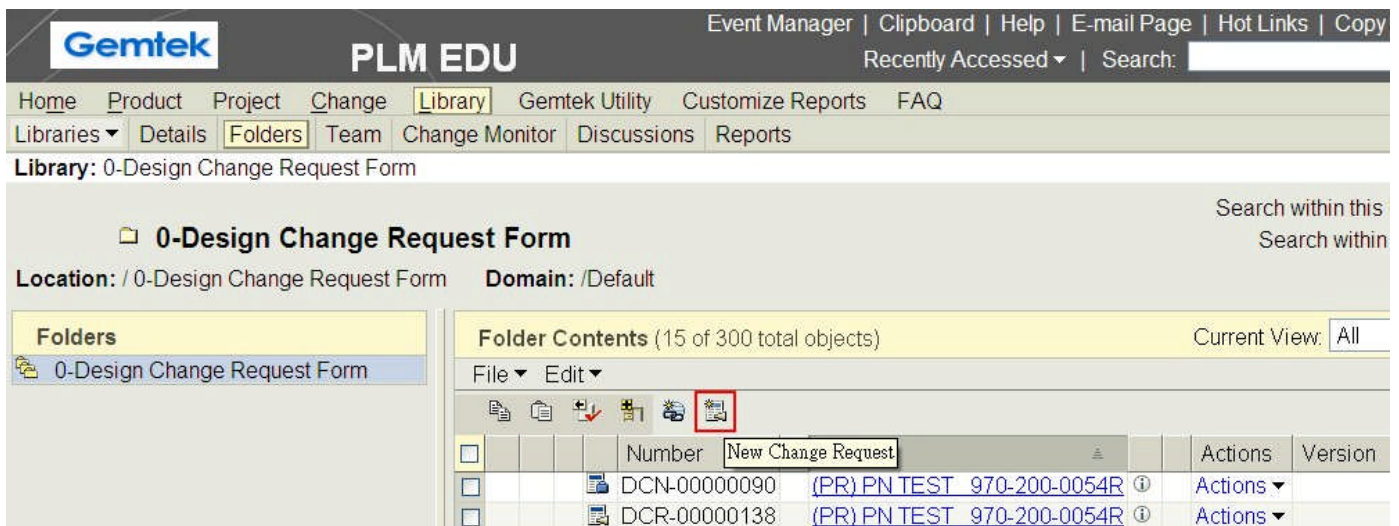 Event Manager | Clipboard | Help | E-mail Page | Hot Links | Copy
Gemtek
PLM EDU
Recently Accessed ▾ | Search:
Home Product Project Change Library Gemtek Utility Customize Reports FAQ
Libraries ▾ Details Folders Team Change Monitor Discussions Reports
Library: 0-Design Change Request Form
Search within this
0-Design Change Request Form
Search within
Location: / 0-Design Change Request Form Domain: /Default
Folders
Folder Contents (15 of 300 total objects) Current View: All
0-Design Change Request Form
File ▾ Edit ▾
Number New Change Request Actions Version
DCN-00000090 (PR) PN TEST 970-200-0054R Actions ▾
DCR-00000138 (PR) PN TEST 970-200-0054R Actions ▾